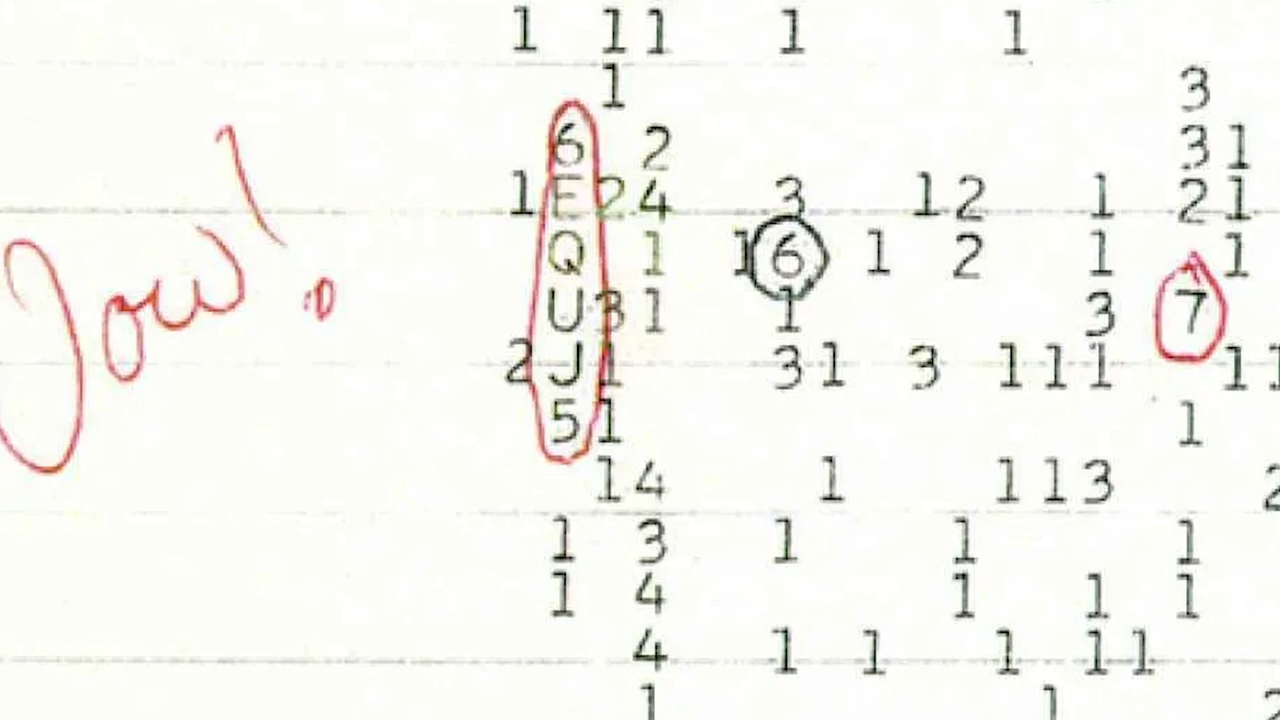 1 11 1 1
1 3
6 2 31
1E24 3 12 1 21
Wow!
Q 1 16 1 2 1 1
U31 1 3 7
2J1 31 3 111 11
51 1
14 1 113 2
1 3 1 1 1
1 4 1 1 1
4 1 1 1 11
1 1 2